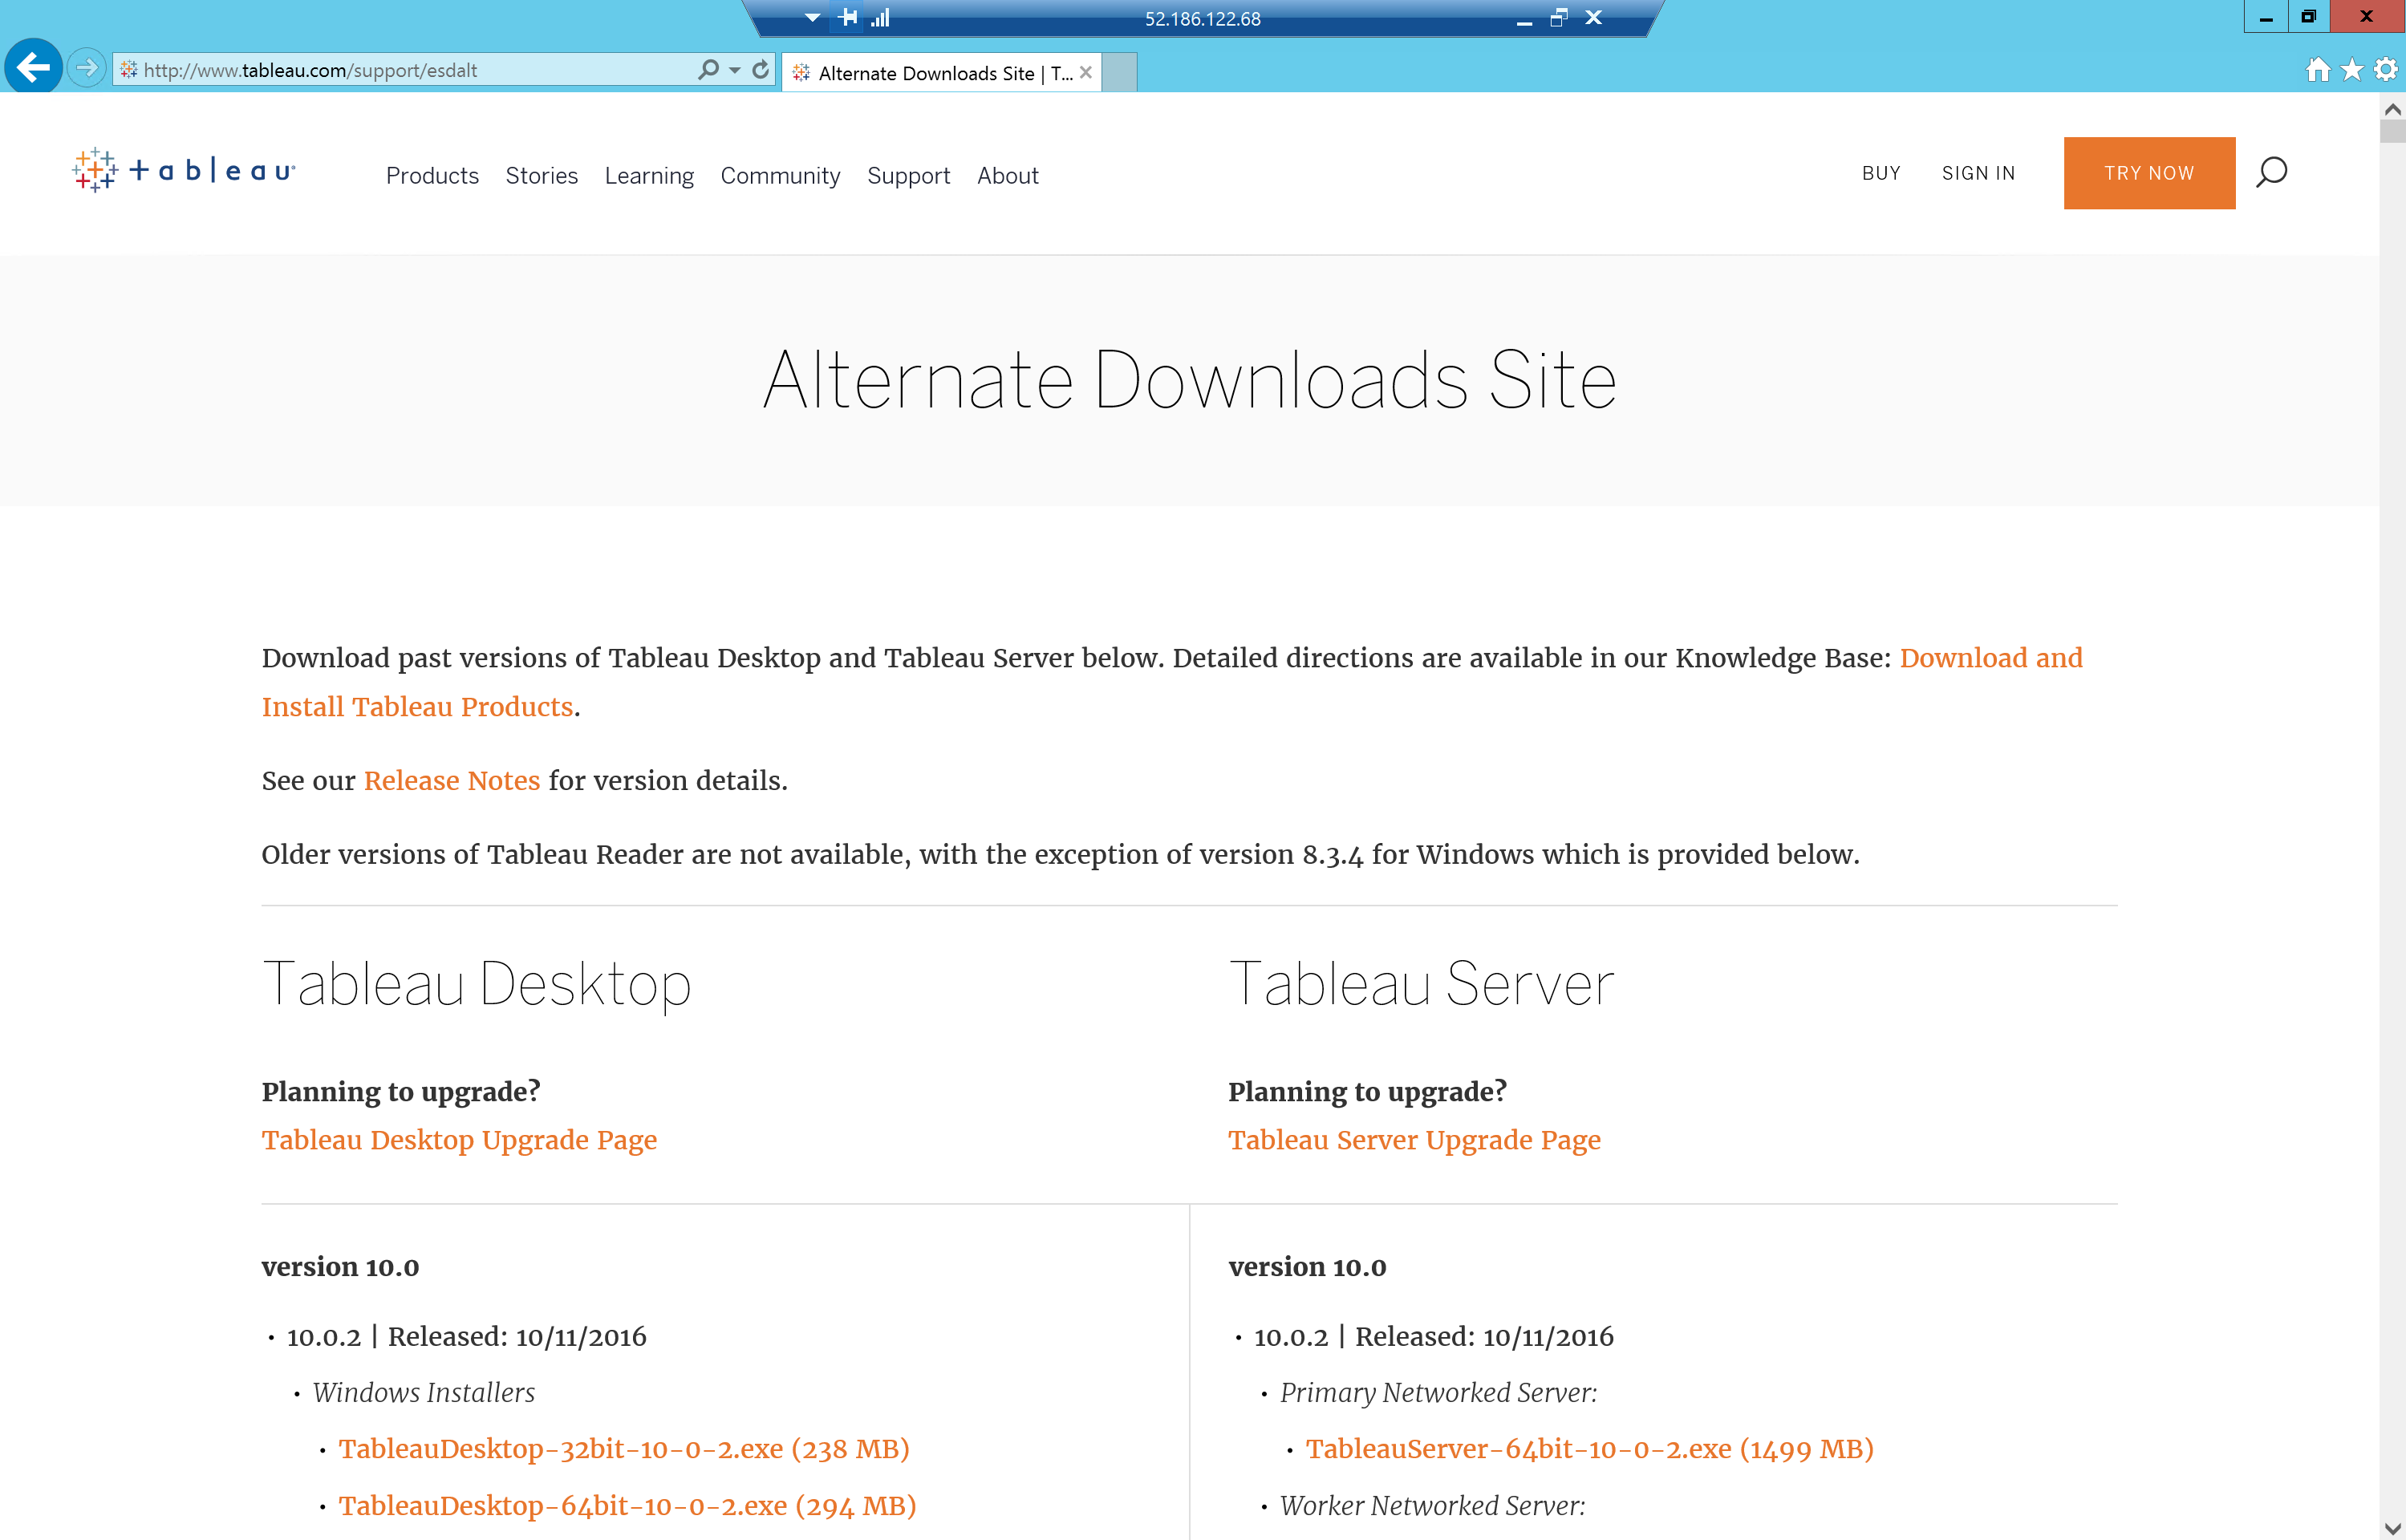 52.186.122.68
http://www.tableau.com/support/esdalt
Alternate Downloads Site | T...
+ableau
Products Stories Learning Community Support About
BUY SIGN IN TRY NOW
Alternate Downloads Site
Download past versions of Tableau Desktop and Tableau Server below. Detailed directions are available in our Knowledge Base: Download and
Install Tableau Products.
See our Release Notes for version details.
Older versions of Tableau Reader are not available, with the exception of version 8.3.4 for Windows which is provided below.
Tableau Desktop
Planning to upgrade?
Tableau Desktop Upgrade Page
version 10.0
• 10.0.2 | Released: 10/11/2016
• Windows Installers
• TableauDesktop-32bit-10-0-2.exe (238 MB)
• TableauDesktop-64bit-10-0-2.exe (294 MB)
Tableau Server
Planning to upgrade?
Tableau Server Upgrade Page
version 10.0
• 10.0.2 | Released: 10/11/2016
• Primary Networked Server:
• TableauServer-64bit-10-0-2.exe (1499 MB)
• Worker Networked Server: